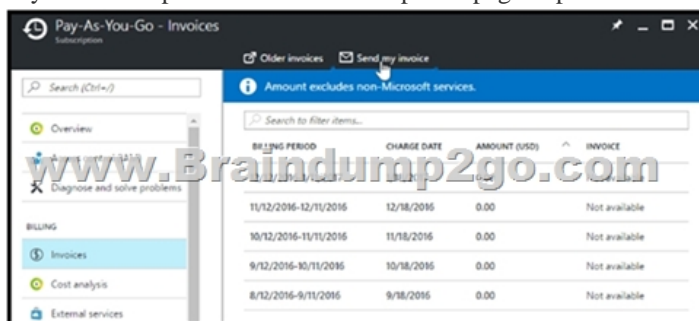 Pay-As-You-Go - Invoices
Subscription
Older invoices Send my invoice
Search (Ctrl+/)
Amount excludes non-Microsoft services.
Search to filter items...
Overview
BILLING PERIOD CHARGE DATE AMOUNT (USD) INVOICE
www.Braindump2go.com
Diagnose and solve problems
11/12/2016-12/11/2016 12/18/2016 0.00 Not available
BILLING
10/12/2016-11/11/2016 11/18/2016 0.00 Not available
Invoices
9/12/2016-10/11/2016 10/18/2016 0.00 Not available
Cost analysis
8/12/2016-9/11/2016 9/18/2016 0.00 Not available
External services